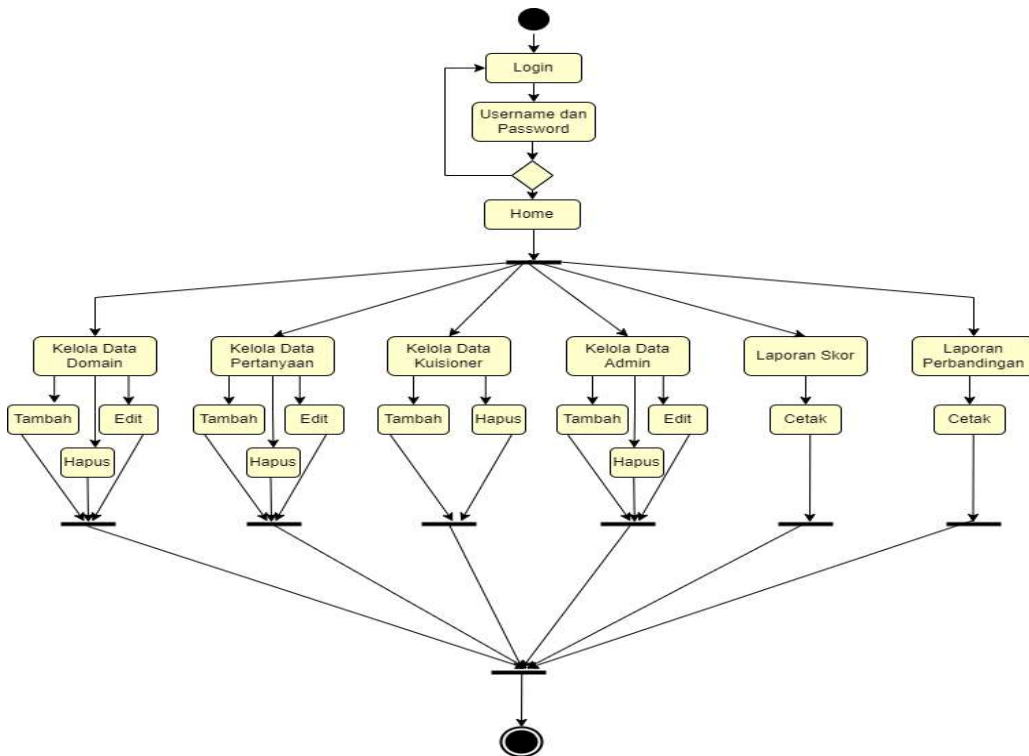 Login
Username dan
Password
Home
Kelola Data
Domain
Kelola Data
Pertanyaan
Kelola Data
Kuisioner
Kelola Data
Admin
Laporan Skor
Laporan
Perbandingan
Tambah
Edit
Hapus
Tambah
Edit
Hapus
Tambah
Hapus
Tambah
Edit
Hapus
Cetak
Cetak